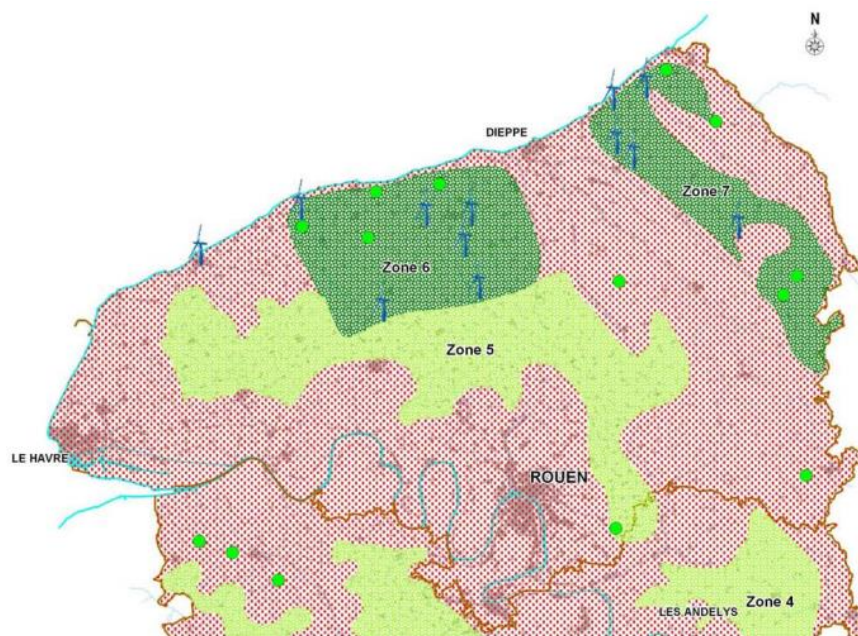 N
DIEPPE
Zone 7
Zone 6
Zone 5
LE HAVRE
ROUEN
Zone 4
LES ANDELYS